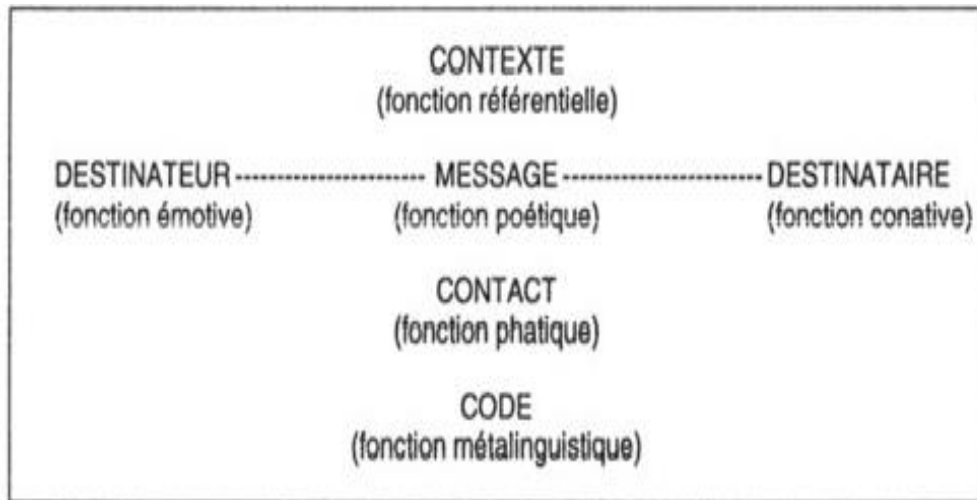 CONTEXTE
(fonction référentielle)
DESTINATEUR ----------------------- MESSAGE ------------------------ DESTINATAIRE
(fonction émotive) (fonction poétique) (fonction conative)
CONTACT
(fonction phatique)
CODE
(fonction métalinguistique)